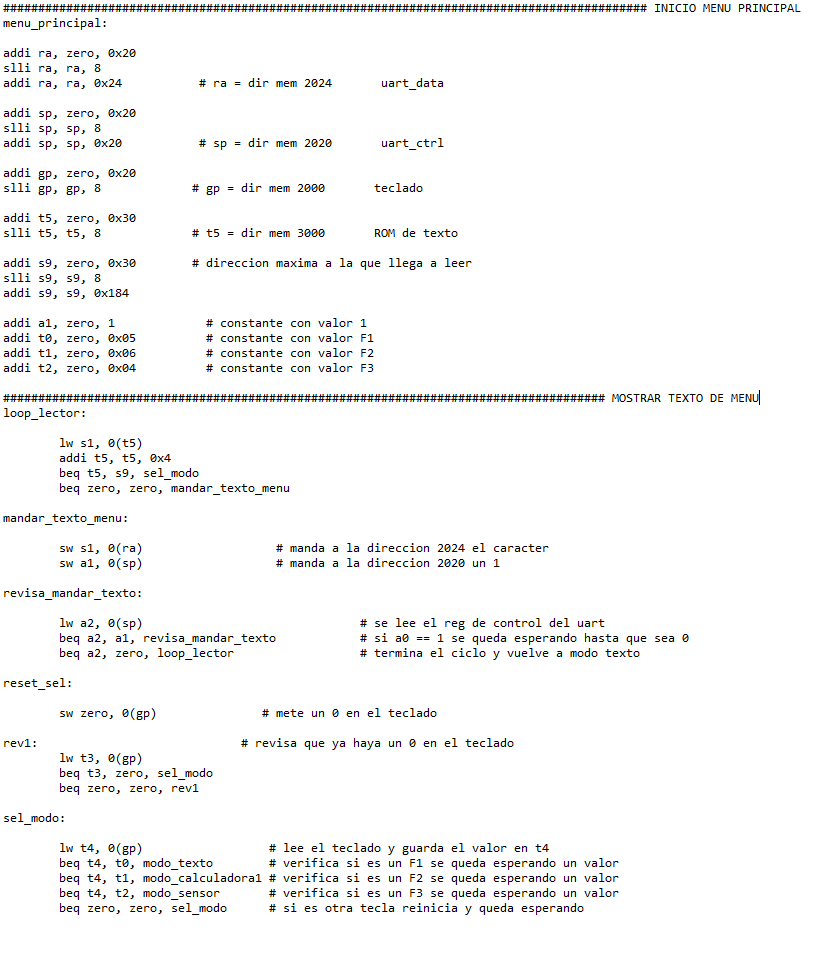 ############################################################################################ INICIO MENU PRINCIPAL
menu_principal:
addi ra, zero, 0x20
slli ra, ra, 8
addi ra, ra, 0x24 # ra = dir mem 2024 uart_data
addi sp, zero, 0x20
slli sp, sp, 8
addi sp, sp, 0x20 # sp = dir mem 2020 uart_ctrl
addi gp, zero, 0x20
slli gp, gp, 8 # gp = dir mem 2000 teclado
addi t5, zero, 0x30
slli t5, t5, 8 # t5 = dir mem 3000 ROM de texto
addi s9, zero, 0x30 # direccion maxima a la que llega a leer
slli s9, s9, 8
addi s9, s9, 0x184
addi a1, zero, 1 # constante con valor 1
addi t0, zero, 0x05 # constante con valor F1
addi t1, zero, 0x06 # constante con valor F2
addi t2, zero, 0x04 # constante con valor F3
###################################################################################### MOSTRAR TEXTO DE MENU
loop_lector:
lw s1, 0(t5)
addi t5, t5, 0x4
beq t5, s9, sel_modo
beq zero, zero, mandar_texto_menu
mandar_texto_menu:
sw s1, 0(ra) # manda a la direccion 2024 el caracter
sw a1, 0(sp) # manda a la direccion 2020 un 1
revisa_mandar_texto:
lw a2, 0(sp) # se lee el reg de control del uart
beq a2, a1, revisa_mandar_texto # si a0 == 1 se queda esperando hasta que sea 0
beq a2, zero, loop_lector # termina el ciclo y vuelve a modo texto
reset_sel:
sw zero, 0(gp) # mete un 0 en el teclado
rev1: # revisa que ya haya un 0 en el teclado
lw t3, 0(gp)
beq t3, zero, sel_modo
beq zero, zero, rev1
sel_modo:
lw t4, 0(gp) # lee el teclado y guarda el valor en t4
beq t4, t0, modo_texto # verifica si es un F1 se queda esperando un valor
beq t4, t1, modo_calculadora1 # verifica si es un F2 se queda esperando un valor
beq t4, t2, modo_sensor # verifica si es un F3 se queda esperando un valor
beq zero, zero, sel_modo # si es otra tecla reinicia y queda esperando